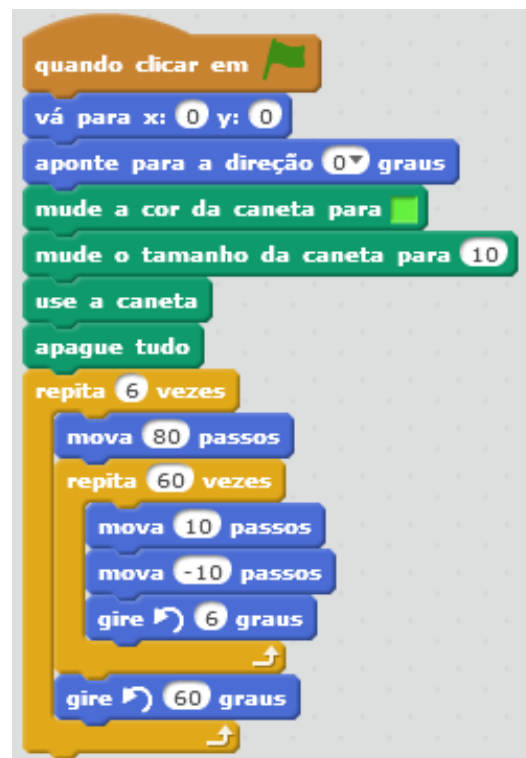 quando clicar em
vá para x: 0 y: 0
aponte para a direção 0 graus
mude a cor da caneta para
mude o tamanho da caneta para 10
use a caneta
apague tudo
repita 6 vezes
mova 80 passos
repita 60 vezes
mova 10 passos
mova -10 passos
gire 6 graus
gire 60 graus